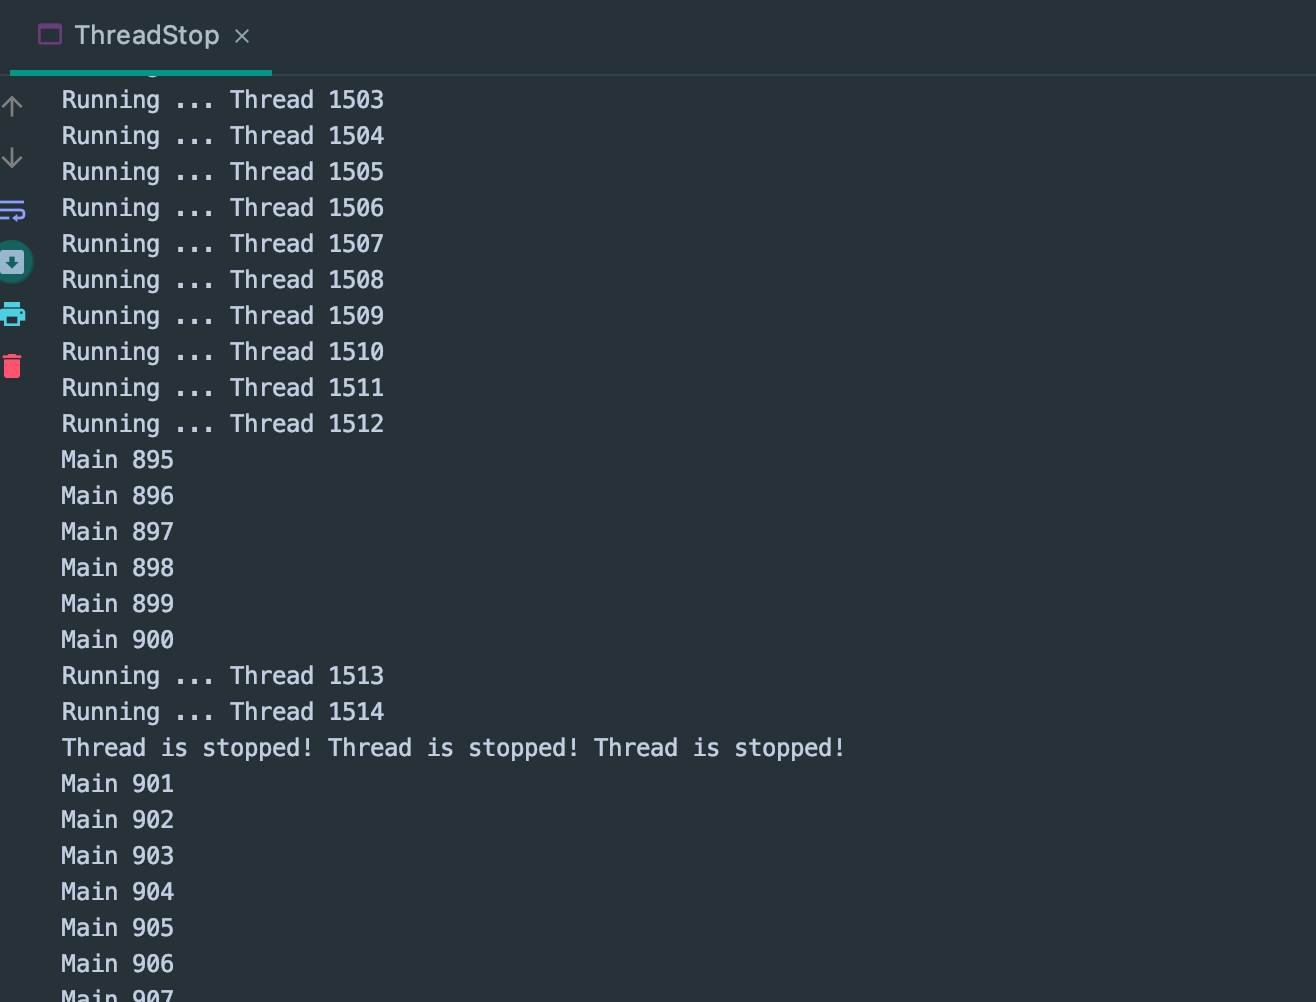 ThreadStop
Running ... Thread 1503
Running ... Thread 1504
Running ... Thread 1505
Running ... Thread 1506
Running ... Thread 1507
Running ... Thread 1508
Running ... Thread 1509
Running ... Thread 1510
Running ... Thread 1511
Running ... Thread 1512
Main 895
Main 896
Main 897
Main 898
Main 899
Main 900
Running ... Thread 1513
Running ... Thread 1514
Thread is stopped! Thread is stopped! Thread is stopped!
Main 901
Main 902
Main 903
Main 904
Main 905
Main 906
Main 907